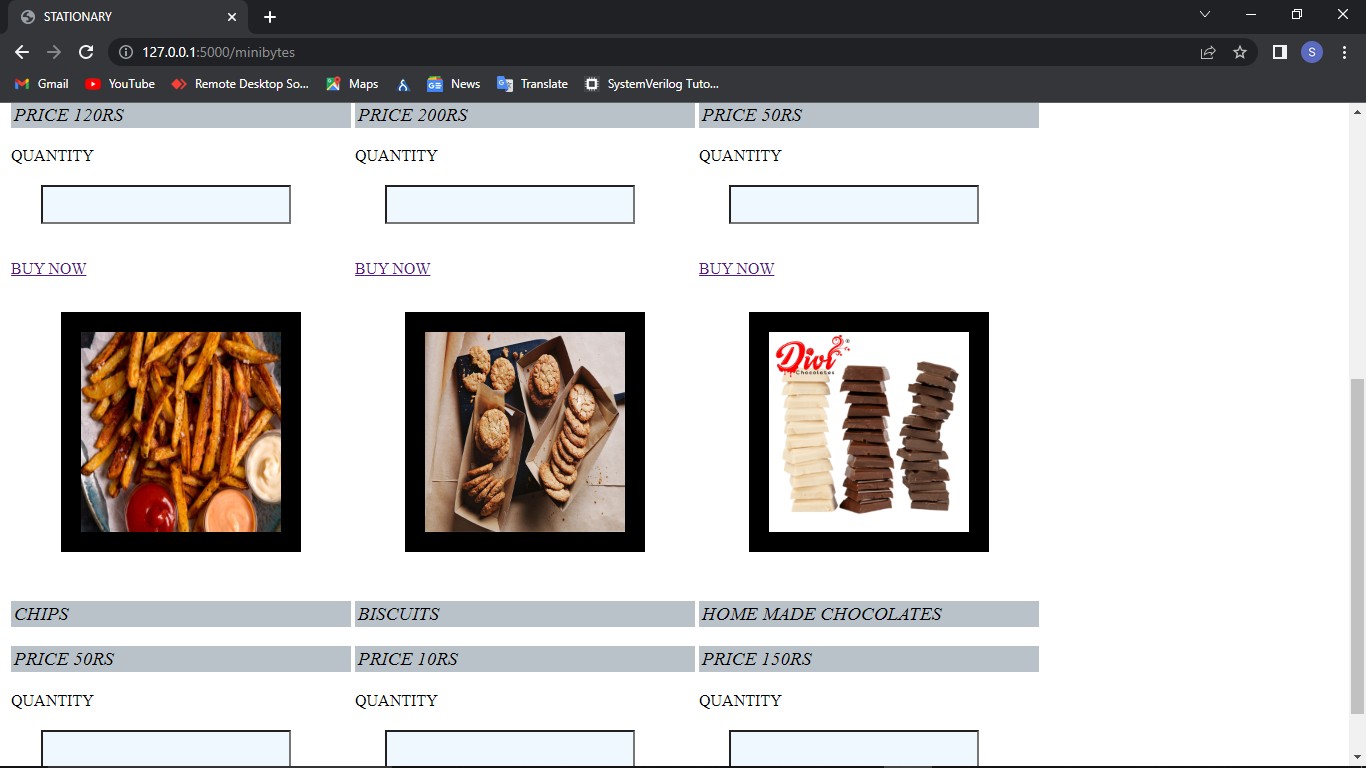 STATIONARY
127.0.0.1:5000/minibytes
S
Gmail YouTube Remote Desktop So... Maps News Translate SystemVerilog Tuto...
PRICE 120RS PRICE 200RS PRICE 50RS
QUANTITY QUANTITY QUANTITY
BUY NOW BUY NOW BUY NOW
Divi
Chocolates
CHIPS BISCUITS HOME MADE CHOCOLATES
PRICE 50RS PRICE 10RS PRICE 150RS
QUANTITY QUANTITY QUANTITY